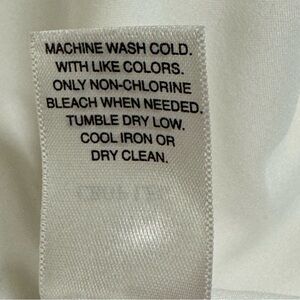 MACHINE WASH COLD.
WITH LIKE COLORS.
ONLY NON-CHLORINE
BLEACH WHEN NEEDED.
TUMBLE DRY LOW.
COOL IRON OR
DRY CLEAN.